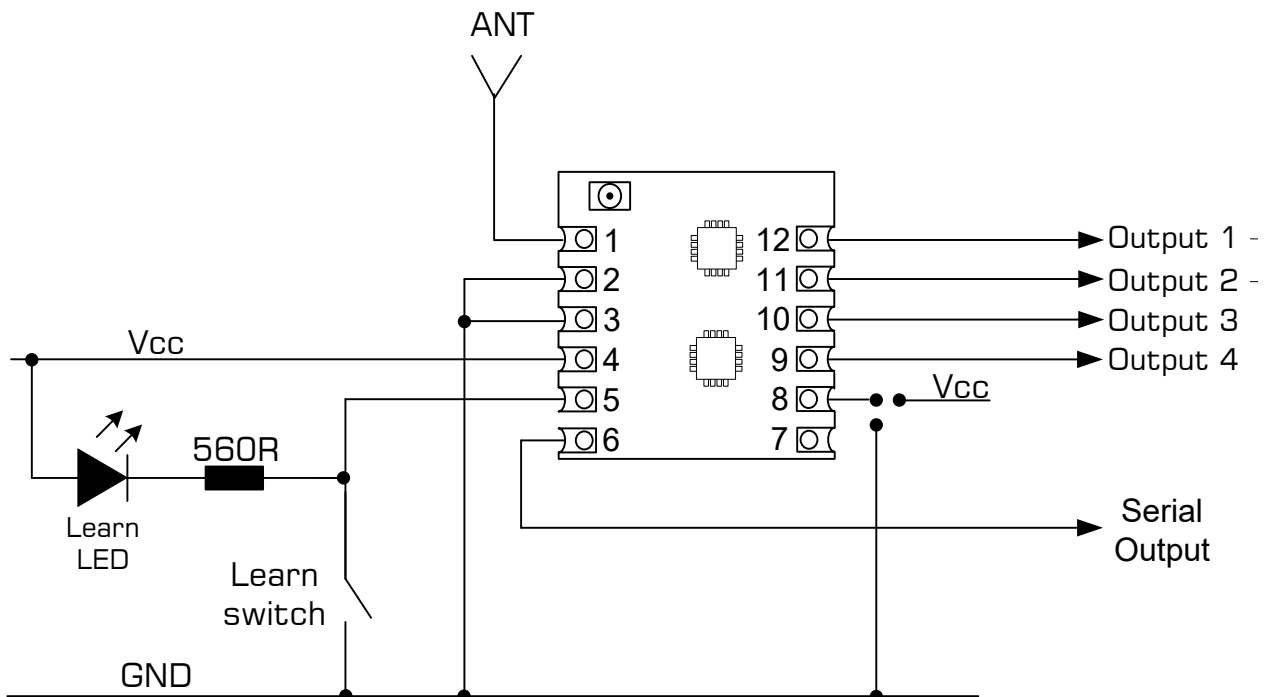 ANT
1
2
3
4
5
6
12
11
10
9
8
7
Output 1 -
Output 2 -
Output 3
Output 4
Vcc
Vcc
560R
Learn
LED
Learn
switch
Serial
Output
GND